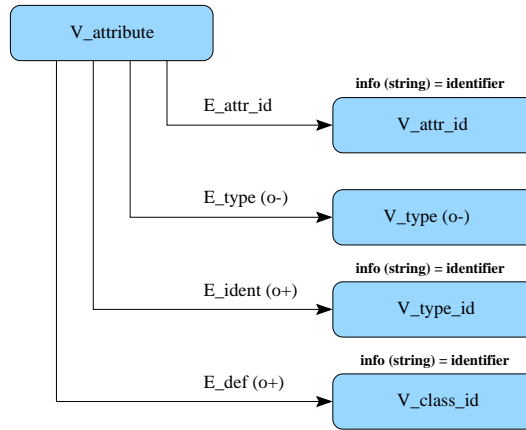 V_attribute
info (string) = identifier
E_attr_id
V_attr_id
E_type (o-)
V_type (o-)
info (string) = identifier
E_ident (o+)
V_type_id
info (string) = identifier
E_def (o+)
V_class_id